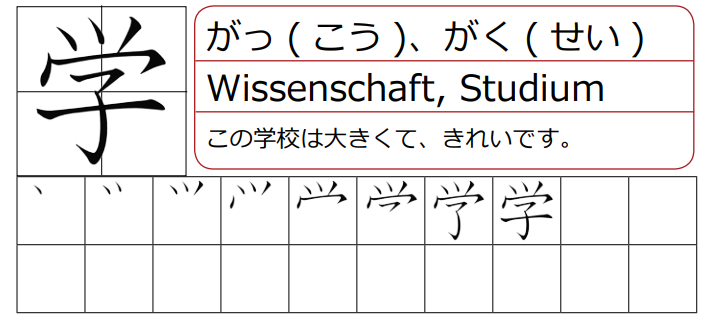 学
がっ ( こう )、がく ( せい )
Wissenschaft, Studium
この学校は大きくて、きれいです。